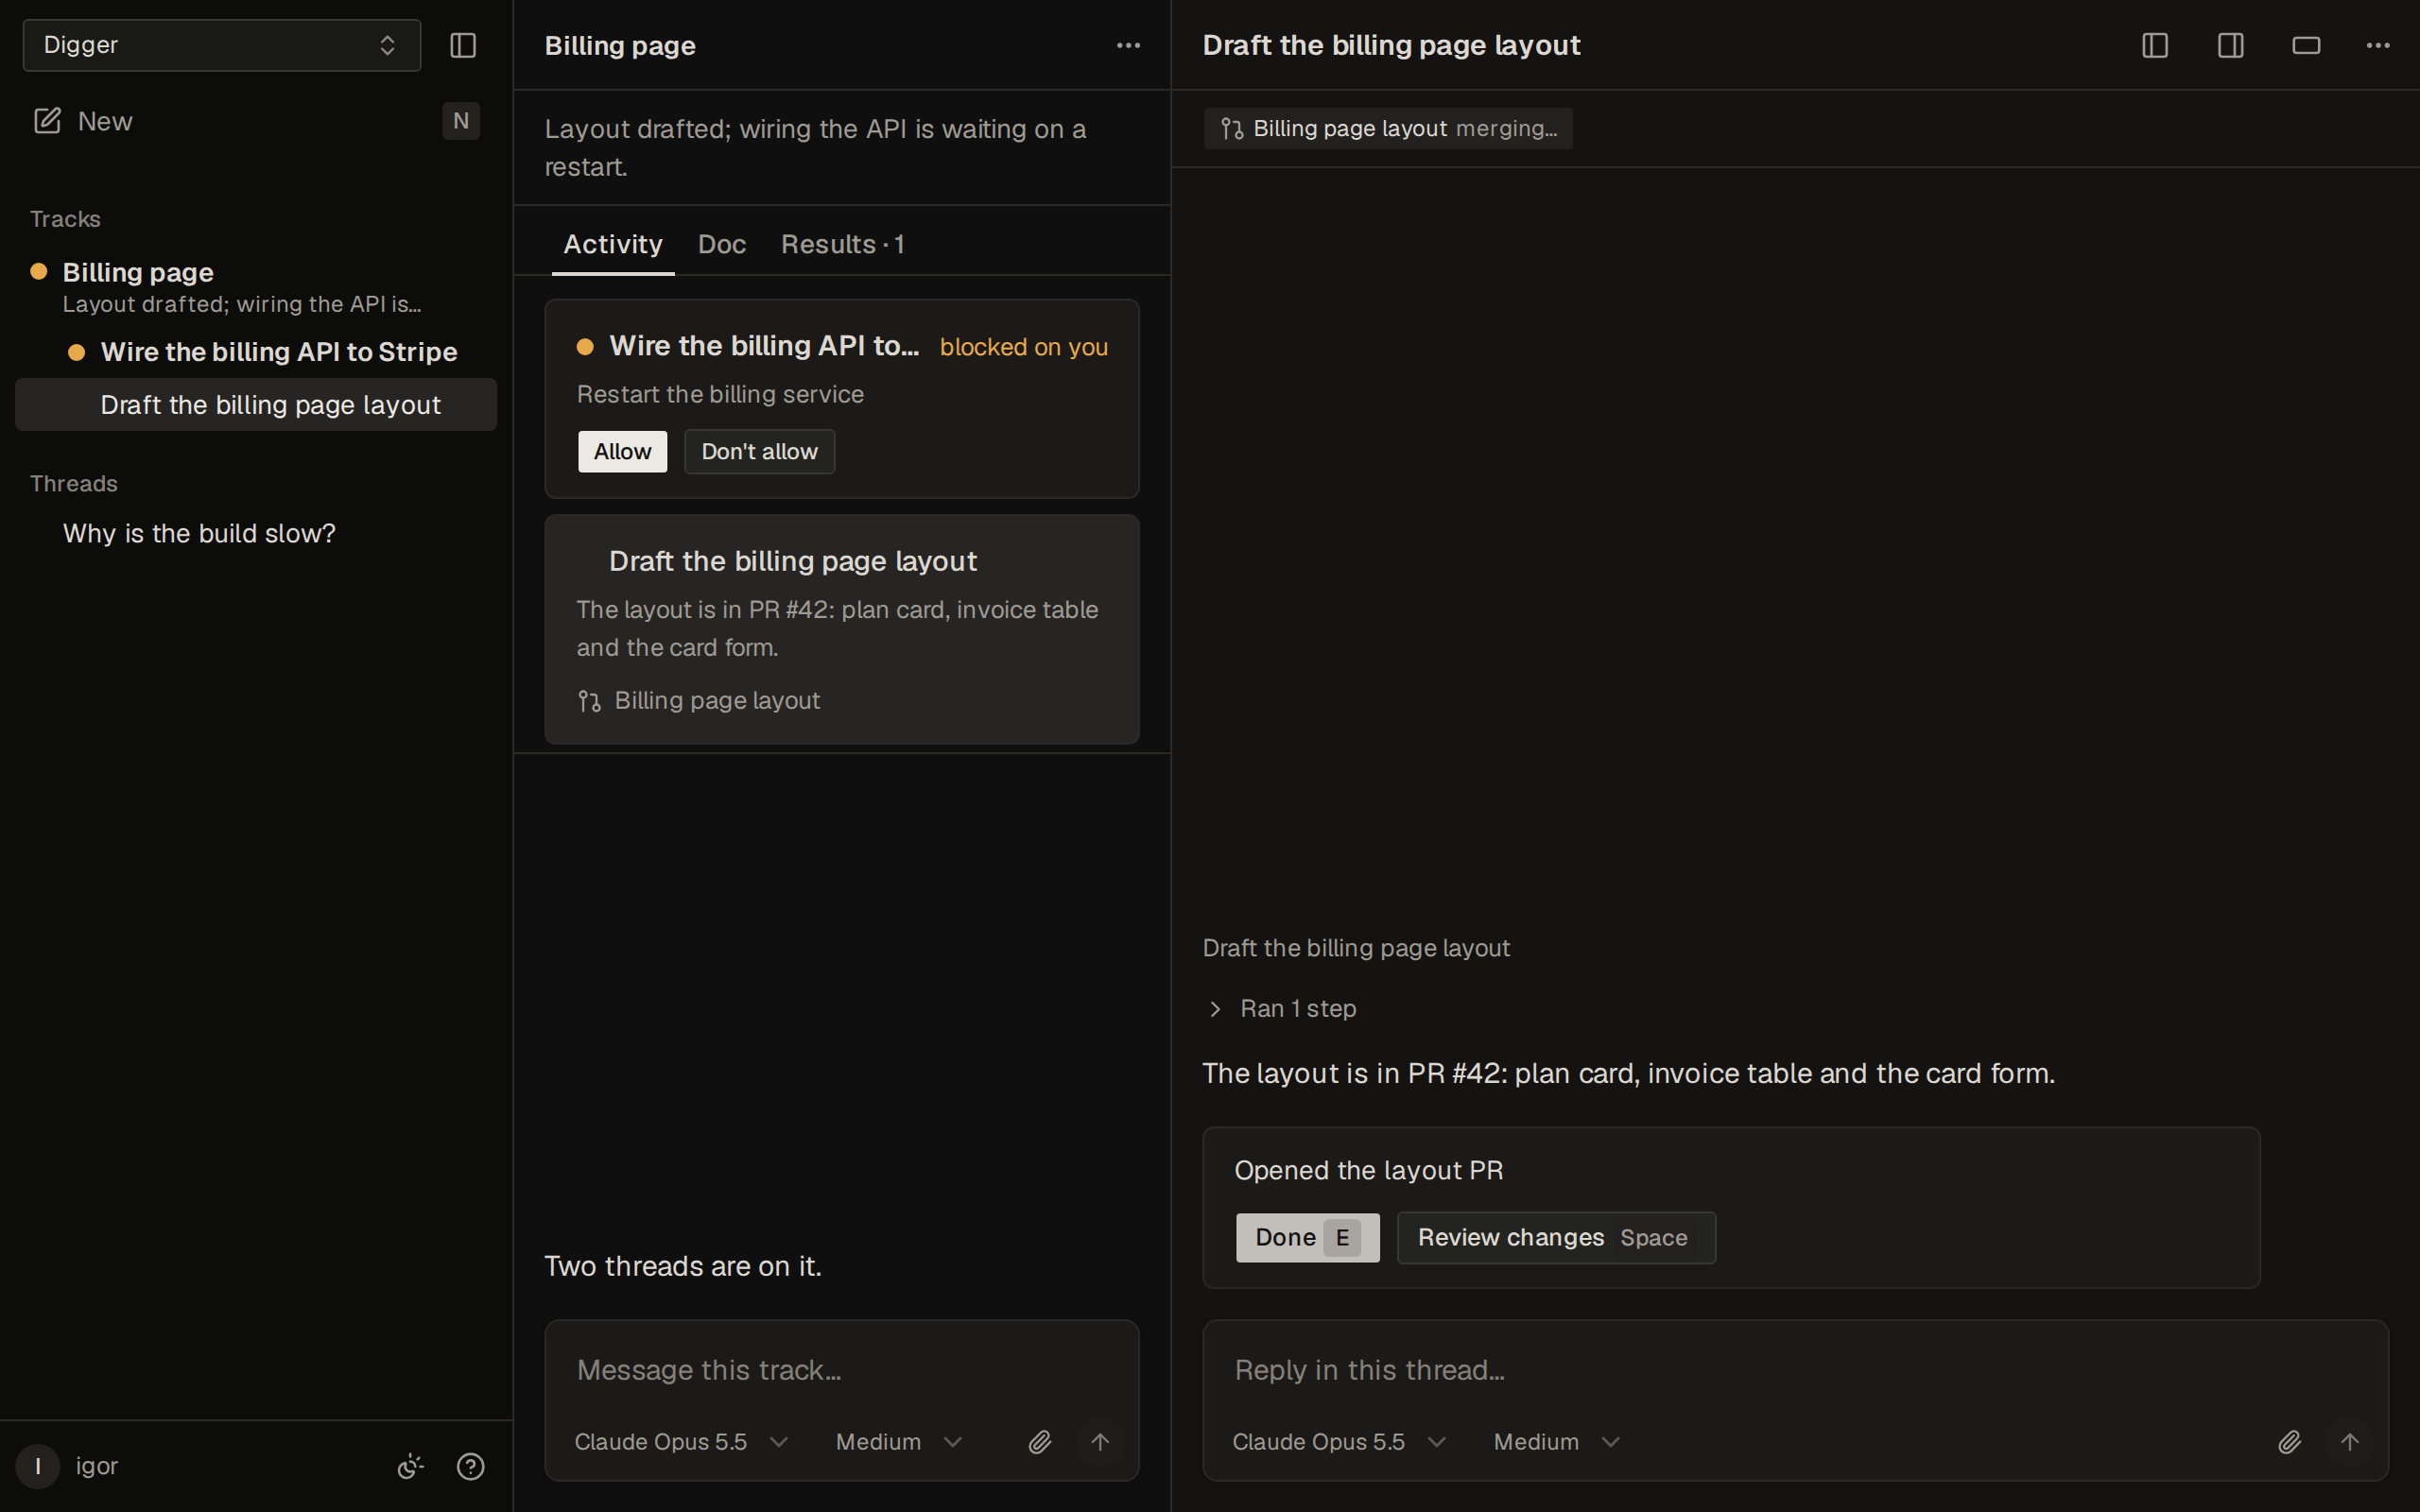 Digger
New
N
Tracks
Billing page
Layout drafted; wiring the API is...
Wire the billing API to Stripe
Draft the billing page layout
Threads
Why is the build slow?
I
igor
Billing page
Layout drafted; wiring the API is waiting on a
restart.
Activity
Doc
Results · 1
Wire the billing API to...
blocked on you
Restart the billing service
Allow
Don't allow
Draft the billing page layout
The layout is in PR #42: plan card, invoice table
and the card form.
Billing page layout
Two threads are on it.
Message this track...
Claude Opus 5.5
Medium
Draft the billing page layout
Billing page layout merging...
Draft the billing page layout
Ran 1 step
The layout is in PR #42: plan card, invoice table and the card form.
Opened the layout PR
Done E
Review changes Space
Reply in this thread...
Claude Opus 5.5
Medium